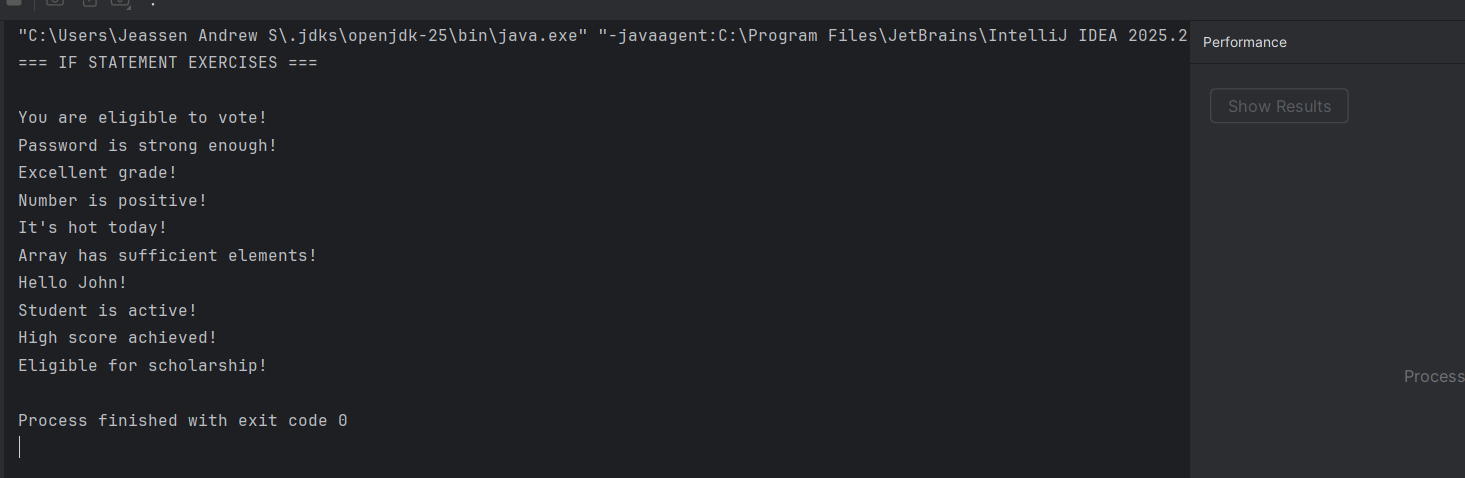 "C:\Users\Jeassen Andrew S\.jdks\openjdk-25\bin\java.exe" "-javaagent:C:\Program Files\JetBrains\IntelliJ IDEA 2025.2
Performance
=== IF STATEMENT EXERCISES ===
Show Results
You are eligible to vote!
Password is strong enough!
Excellent grade!
Number is positive!
It's hot today!
Array has sufficient elements!
Hello John!
Student is active!
High score achieved!
Eligible for scholarship!
Process
Process finished with exit code 0